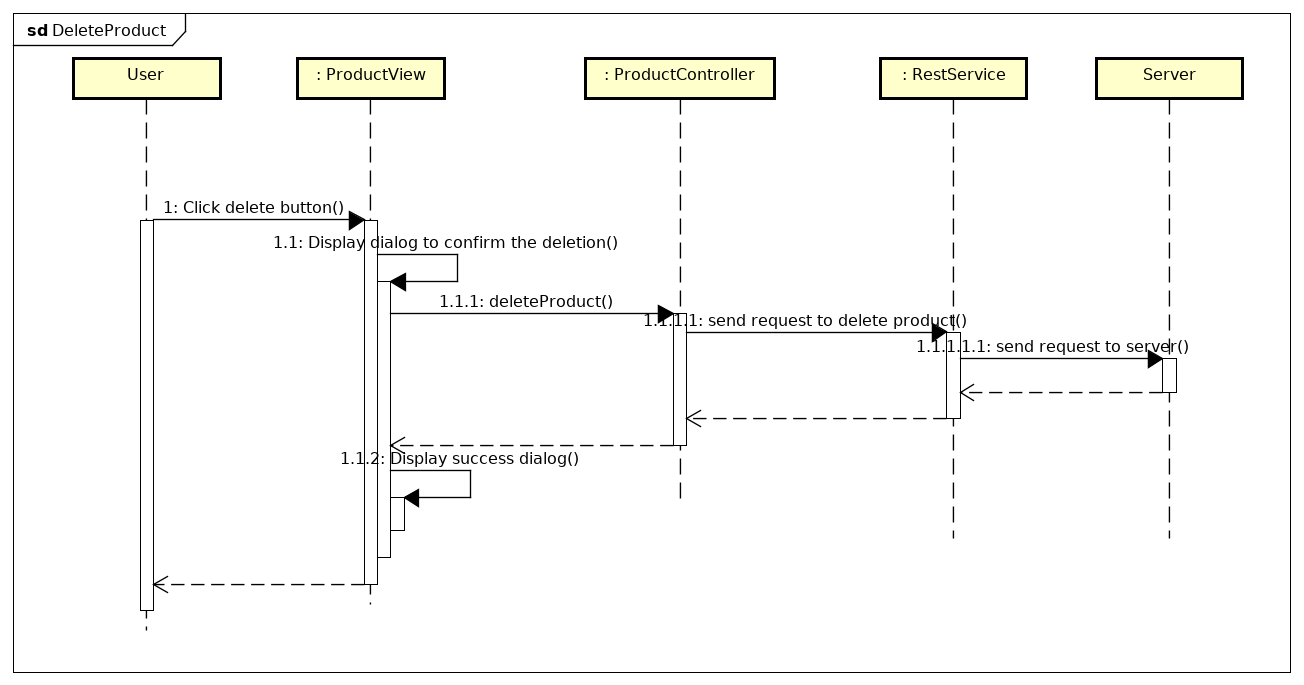 sd DeleteProduct
User
: ProductView
: ProductController
: RestService
Server
1: Click delete button()
1.1: Display dialog to confirm the deletion()
1.1.1: deleteProduct()
1.1.1.1: send request to delete product()
1.1.1.1.1: send request to server()
1.1.2: Display success dialog()